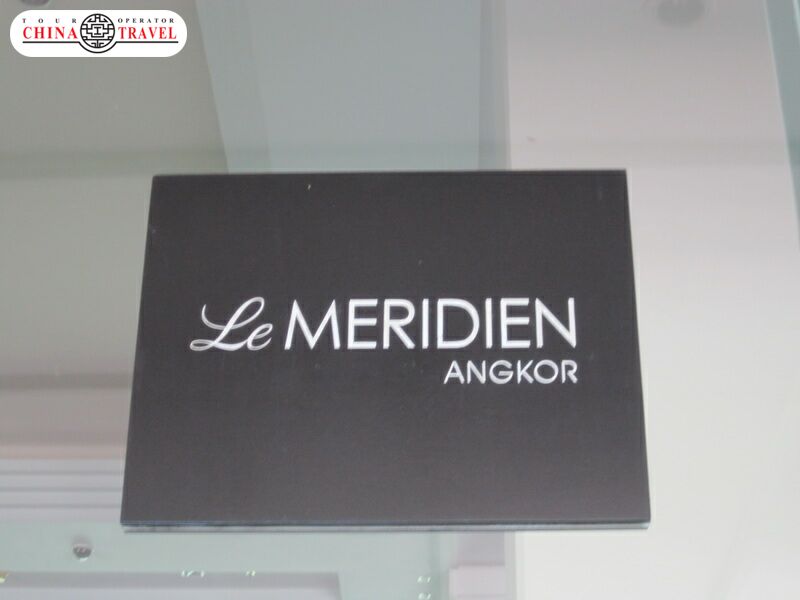 TOUR OPERATOR
CHINA TRAVEL
Le MERIDIEN
ANGKOR